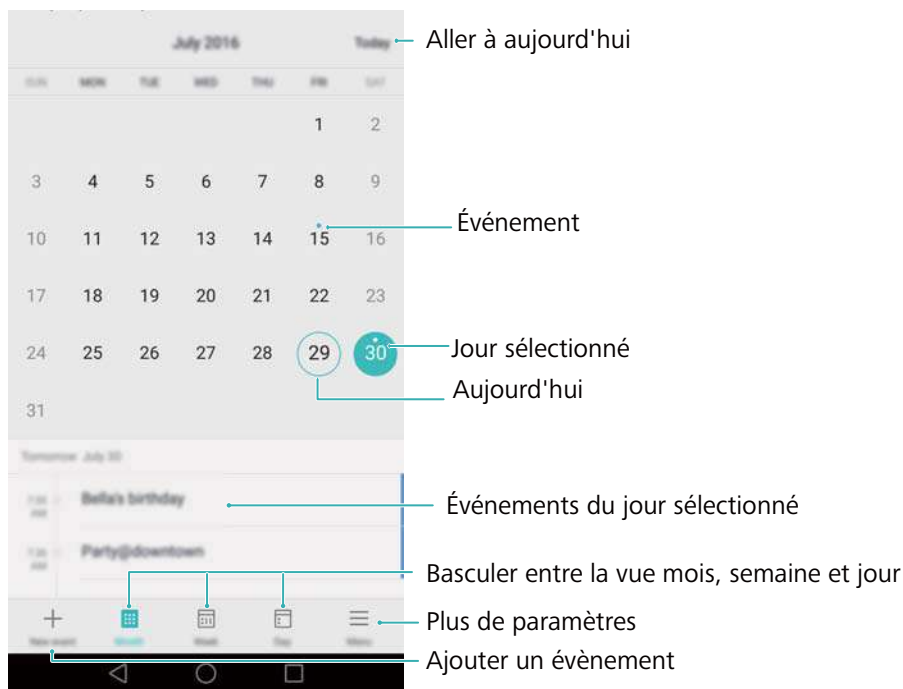 July 2016 Today Aller à aujourd'hui
SUN MON TUE WED THU FRI SAT
1 2
3 4 5 6 7 8 9
Événement
10 11 12 13 14 15 16
17 18 19 20 21 22 23
24 25 26 27 28 29 30 Jour sélectionné
Aujourd'hui
31
Tomorrow July 30
Bella's birthday Événements du jour sélectionné
Party@downtown
Basculer entre la vue mois, semaine et jour
Plus de paramètres
New event Month Week Day Menu
Ajouter un évènement